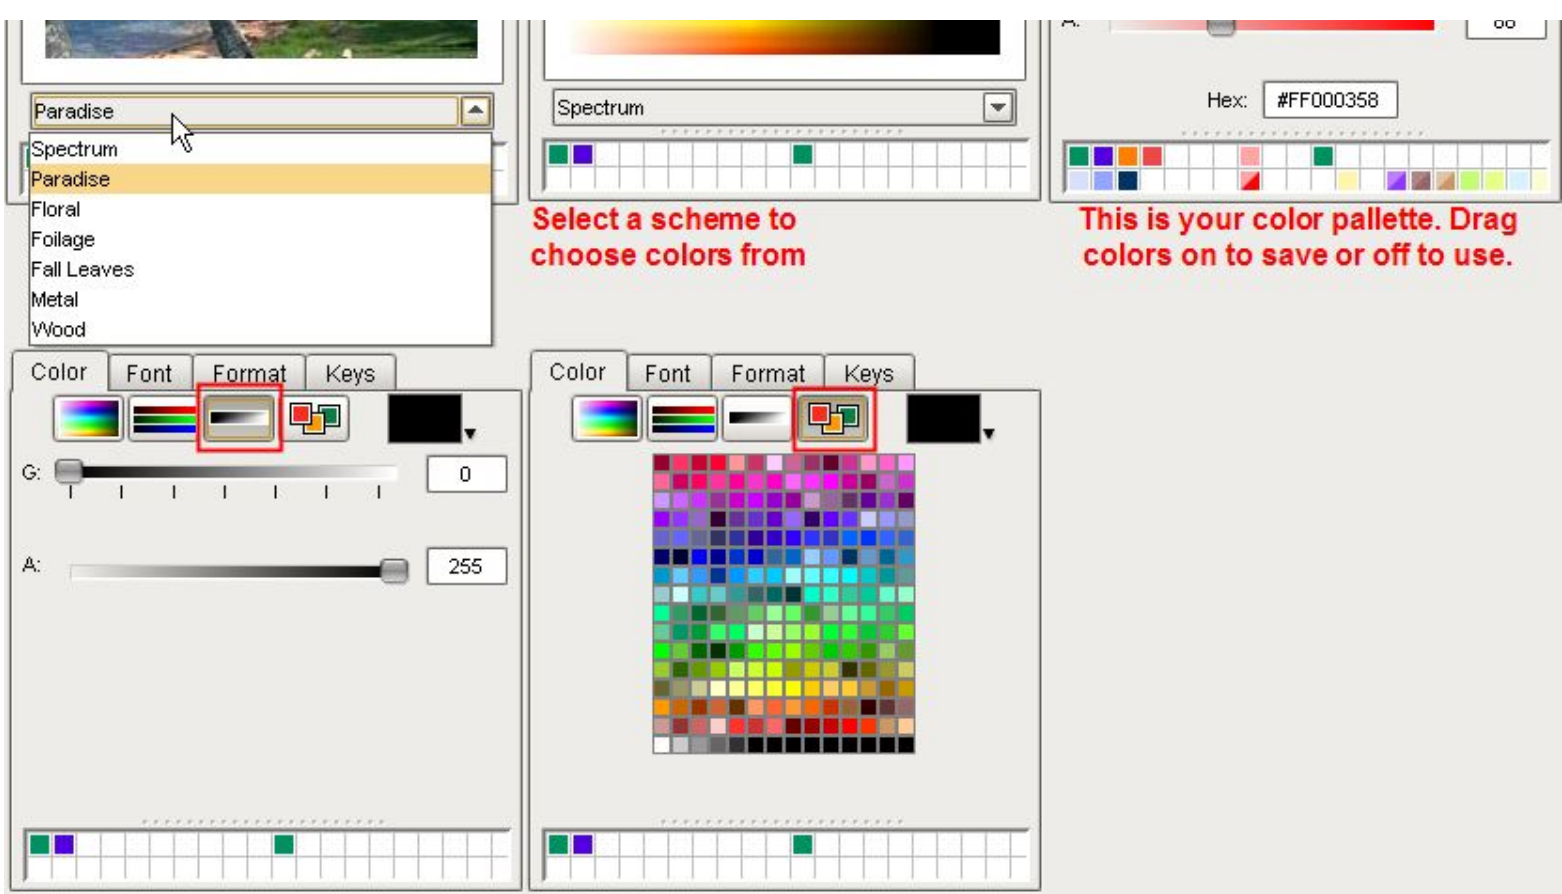 A:
88
Paradise
Spectrum
Hex:
#FF000358
Spectrum
Paradise
Floral
Foilage
Fall Leaves
Metal
Wood
Select a scheme to
choose colors from
This is your color pallette. Drag
colors on to save or off to use.
Color Font Format Keys
G:
0
A:
255
Color Font Format Keys